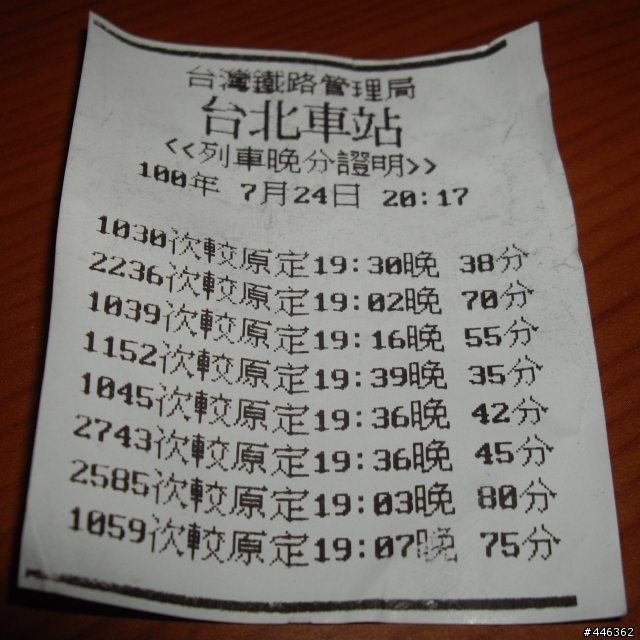 台灣鐵路管理局
台北車站
<<列車晚分證明>>
100年 7月24日 20:17
1030次較原定19:30晚 38分
2236次較原定19:02晚 70分
1039次較原定19:16晚 55分
1152次較原定19:39晚 35分
1045次較原定19:36晚 42分
2743次較原定19:36晚 45分
2585次較原定19:03晚 80分
1059次較原定19:07晚 75分
#446362